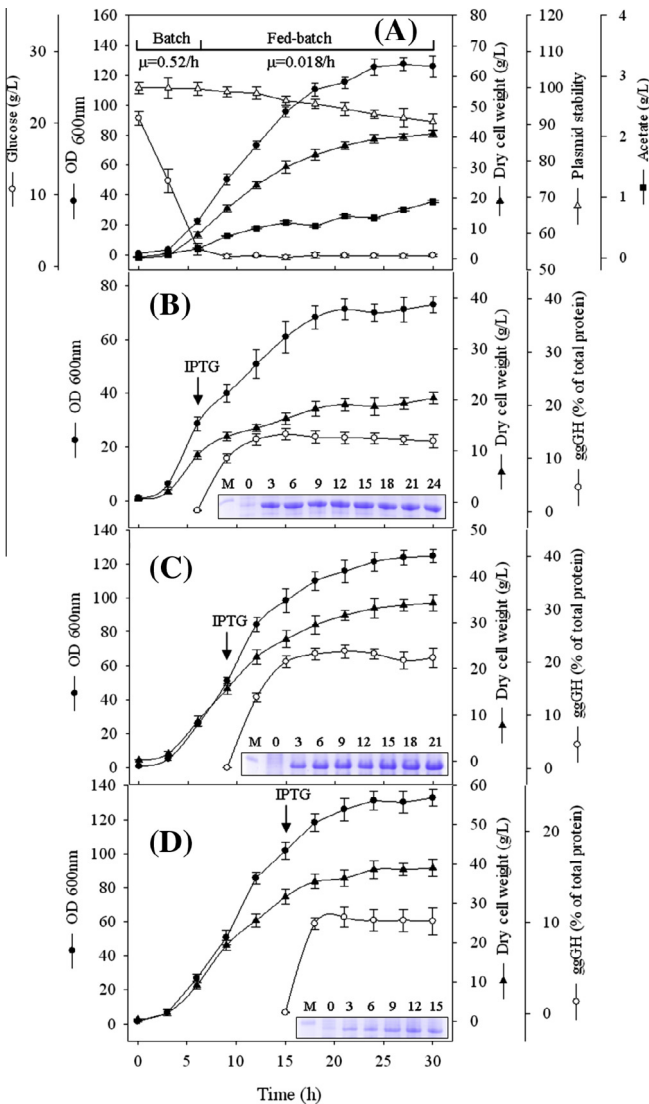 (A)
Batch
Fed-batch
μ=0.52/h
μ=0.018/h
Glucose (g/L)
30
20
10
0
OD 600nm
160
140
120
100
80
60
40
20
0
Dry cell weight (g/L)
80
70
60
50
40
30
20
10
0
Plasmid stability
120
110
100
90
80
70
60
50
Acetate (g/L)
4
3
2
1
0
(B)
IPTG
OD 600nm
80
60
40
20
0
Dry cell weight (g/L)
40
30
20
10
0
ggGH (% of total protein)
40
30
20
10
0
M 0 3 6 9 12 15 18 21 24
(C)
IPTG
OD 600nm
140
120
100
80
60
40
20
0
Dry cell weight (g/L)
50
40
30
20
10
0
ggGH (% of total protein)
40
30
20
10
0
M 0 3 6 9 12 15 18 21
(D)
IPTG
OD 600nm
140
120
100
80
60
40
20
0
Dry cell weight (g/L)
60
50
40
30
20
10
0
ggGH (% of total protein)
20
10
0
M 0 3 6 9 12 15
0 5 10 15 20 25 30
Time (h)